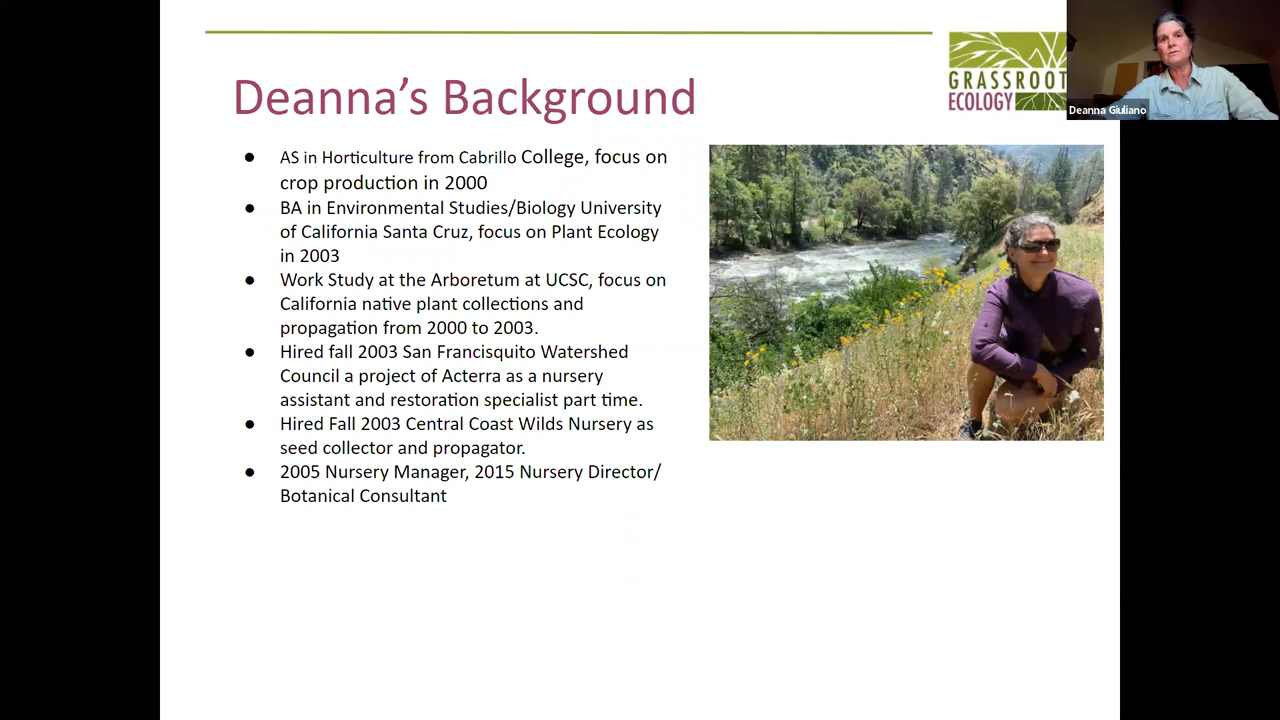 GRASSROOT
ECOLOGY
Deanna Giuliano
Deanna's Background
● AS in Horticulture from Cabrillo College, focus on
crop production in 2000
● BA in Environmental Studies/Biology University
of California Santa Cruz, focus on Plant Ecology
in 2003
● Work Study at the Arboretum at UCSC, focus on
California native plant collections and
propagation from 2000 to 2003.
● Hired fall 2003 San Francisquito Watershed
Council a project of Acterra as a nursery
assistant and restoration specialist part time.
● Hired Fall 2003 Central Coast Wilds Nursery as
seed collector and propagator.
● 2005 Nursery Manager, 2015 Nursery Director/
Botanical Consultant